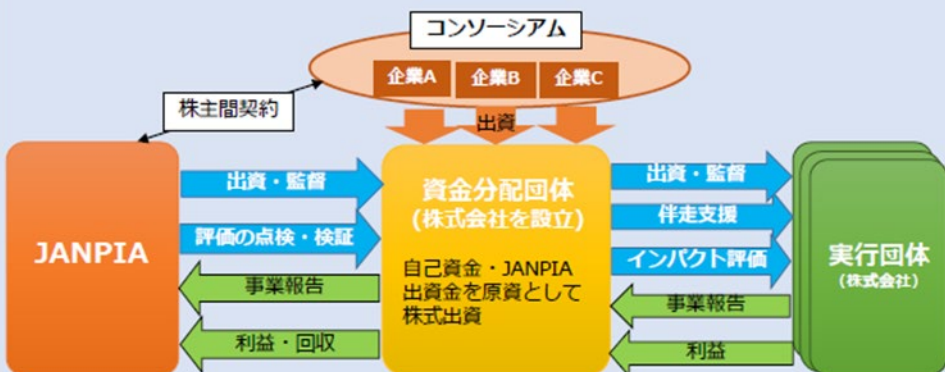 コンソーシアム
企業A
企業B
企業C
株主間契約
出資
JANPIA
出資・監督
評価の点検・検証
事業報告
利益・回収
資金分配団体
(株式会社を設立)
自己資金・JANPIA
出資金を原資として
株式出資
出資・監督
伴走支援
インパクト評価
事業報告
利益
実行団体
(株式会社)